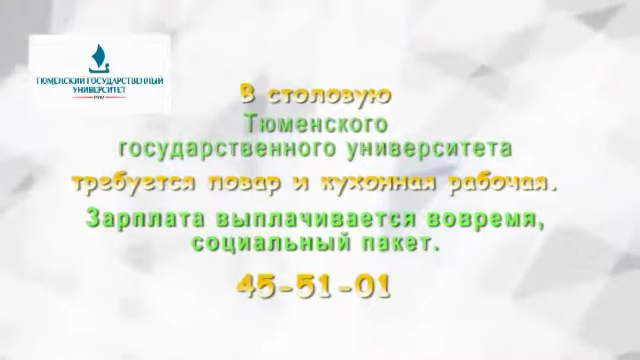 ТЮМЕНСКИЙ ГОСУДАРСТВЕННЫЙ
УНИВЕРСИТЕТ
В столовую
Тюменского
государственного университета
требуется повар и кухонная рабочая.
Зарплата выплачивается вовремя,
социальный пакет.
45-51-01